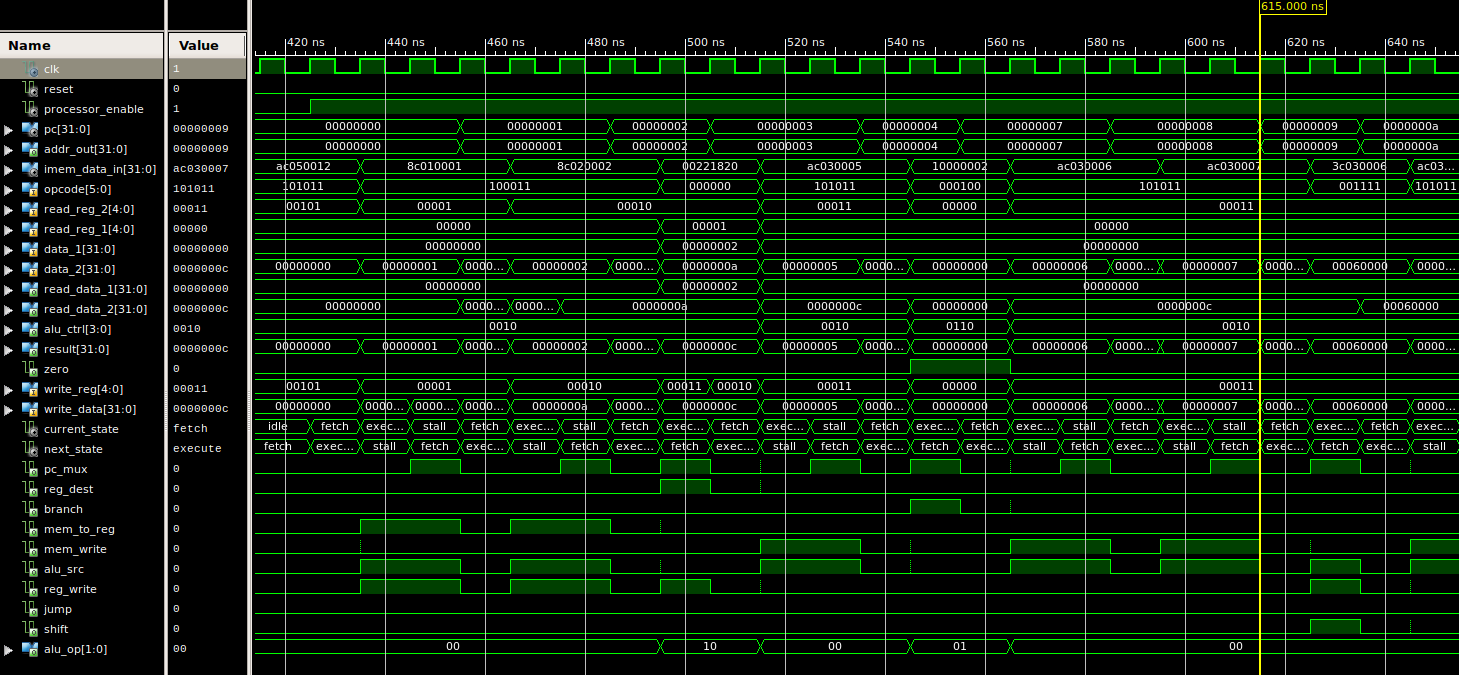 615.000 ns
Name Value 420 ns 440 ns 460 ns 480 ns 500 ns 520 ns 540 ns 560 ns 580 ns 600 ns 620 ns 640 ns
clk 1
reset 0
processor_enable 1
pc[31:0] 00000009 00000000 00000001 00000002 00000003 00000004 00000007 00000008 00000009 0000000a
addr_out[31:0] 00000009 00000000 00000001 00000002 00000003 00000004 00000007 00000008 00000009 0000000a
imem_data_in[31:0] ac030007 ac050012 8c010001 8c020002 00221820 ac030005 10000002 ac030006 ac030007 3c030006 ac03...
opcode[5:0] 101011 101011 100011 000000 101011 000100 101011 001111 101011
read_reg_2[4:0] 00011 00101 00001 00010 00011 00000 00011
read_reg_1[4:0] 00000 00000 00001 00000
data_1[31:0] 00000000 00000000 00000002 00000000
data_2[31:0] 0000000c 00000000 00000001 0000... 00000002 0000... 0000000a 00000005 0000... 00000000 00000006 0000... 00000007 0000... 00060000 0000...
read_data_1[31:0] 00000000 00000000 00000002 00000000
read_data_2[31:0] 0000000c 00000000 0000... 0000... 0000000a 0000000c 00000000 0000000c 00060000
alu_ctrl[3:0] 0010 0010 0010 0110 0010
result[31:0] 0000000c 00000000 00000001 0000... 00000002 0000... 0000000c 00000005 0000... 00000000 00000006 0000... 00000007 0000... 00060000 0000...
zero 0
write_reg[4:0] 00011 00101 00001 00010 00011 00010 00011 00000 00011
write_data[31:0] 0000000c 00000000 0000... 0000... 0000... 0000000a 0000... 0000000c 00000005 0000... 00000000 00000006 0000... 00000007 0000... 00060000 0000...
current_state fetch idle fetch exec... stall fetch exec... stall fetch exec... fetch exec... stall fetch exec... fetch exec... stall fetch exec... stall fetch exec... fetch exec...
next_state execute fetch exec... stall fetch exec... stall fetch exec... fetch exec... stall fetch exec... fetch exec... stall fetch exec... stall fetch exec... fetch exec... stall
pc_mux 0
reg_dest 0
branch 0
mem_to_reg 0
mem_write 0
alu_src 0
reg_write 0
jump 0
shift 0
alu_op[1:0] 00 00 10 00 01 00